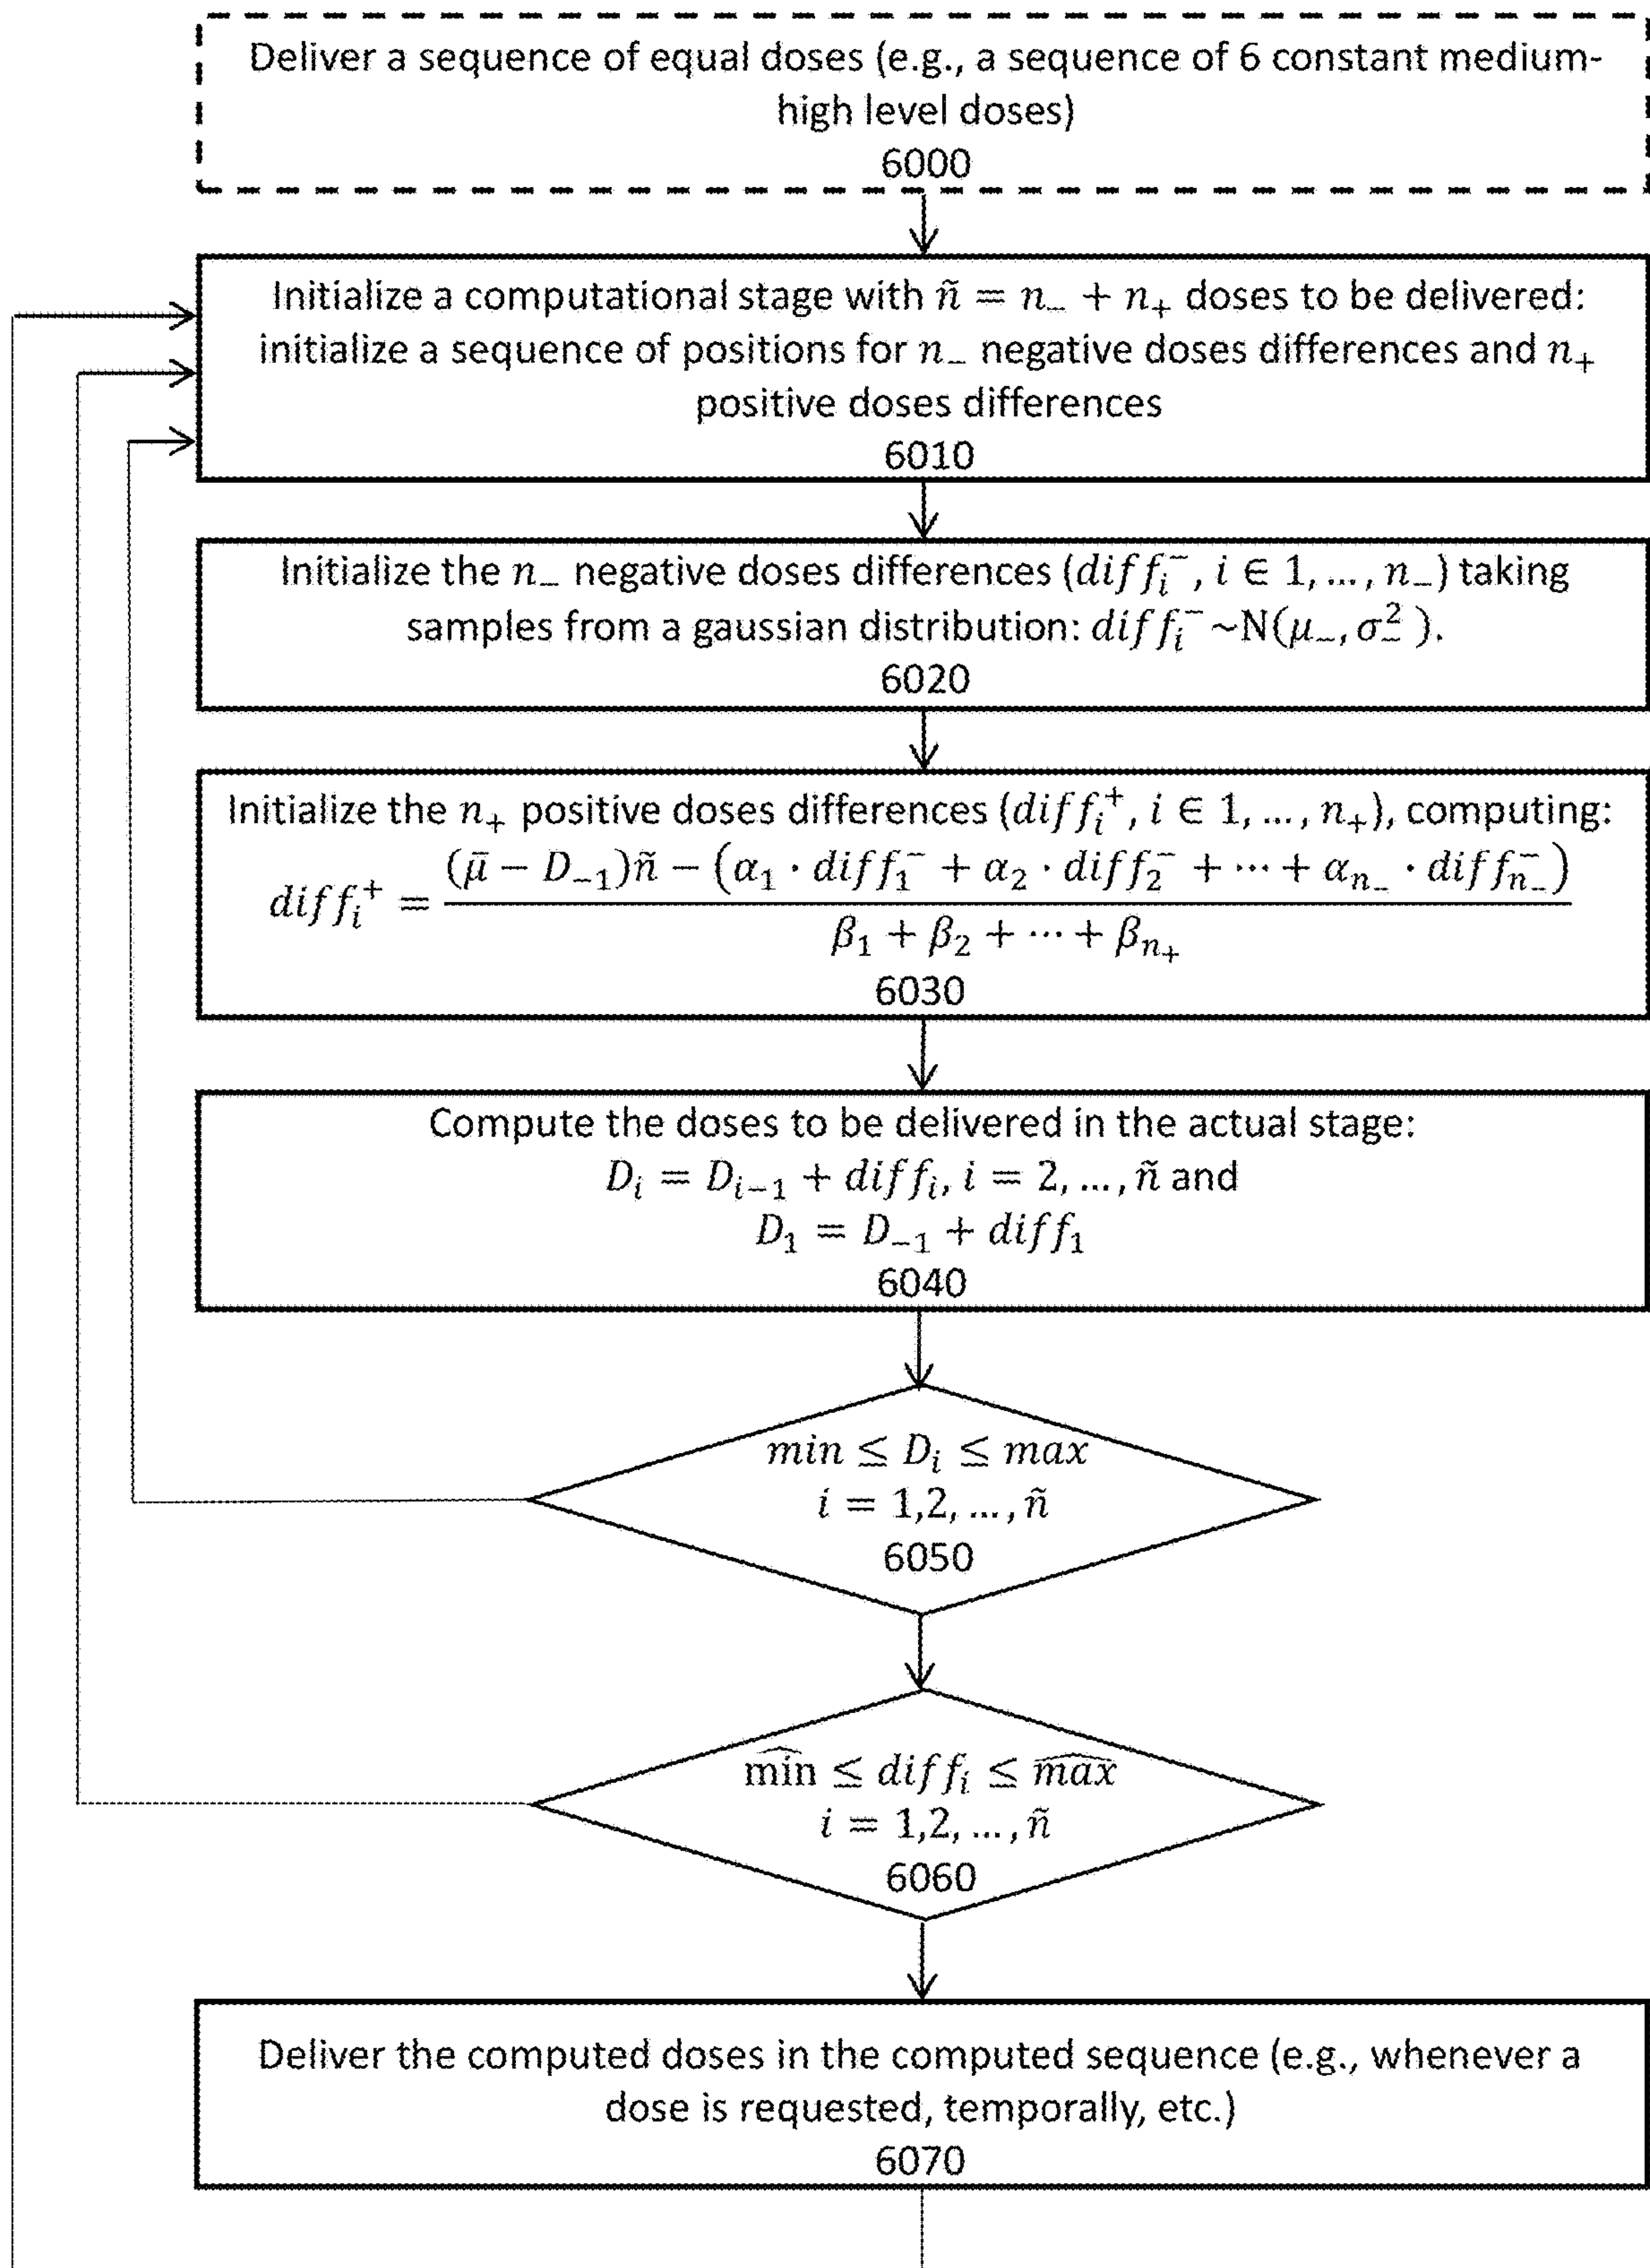 Deliver a sequence of equal doses (e.g., a sequence of 6 constant medium-
high level doses)
6000
Initialize a computational stage with ñ = n₋ + n₊ doses to be delivered:
initialize a sequence of positions for n₋ negative doses differences and n₊
positive doses differences
6010
Initialize the n₋ negative doses differences (diffᵢ⁻, i ∈ 1, …, n₋) taking
samples from a gaussian distribution: diffᵢ⁻~N(μ₋, σ₋²).
6020
Initialize the n₊ positive doses differences (diffᵢ⁺, i ∈ 1, …, n₊), computing:
diffᵢ⁺ = ((μ̄ − D₋₁)ñ − (α₁ · diff₁⁻ + α₂ · diff₂⁻ + ⋯ + α_{n₋} · diff_{n₋}⁻)) / (β₁ + β₂ + ⋯ + β_{n₊})
6030
Compute the doses to be delivered in the actual stage:
Dᵢ = Dᵢ₋₁ + diffᵢ, i = 2, …, ñ and
D₁ = D₋₁ + diff₁
6040
min ≤ Dᵢ ≤ max
i = 1,2, …, ñ
6050
m̂in ≤ diffᵢ ≤ m̂ax
i = 1,2, …, ñ
6060
Deliver the computed doses in the computed sequence (e.g., whenever a
dose is requested, temporally, etc.)
6070